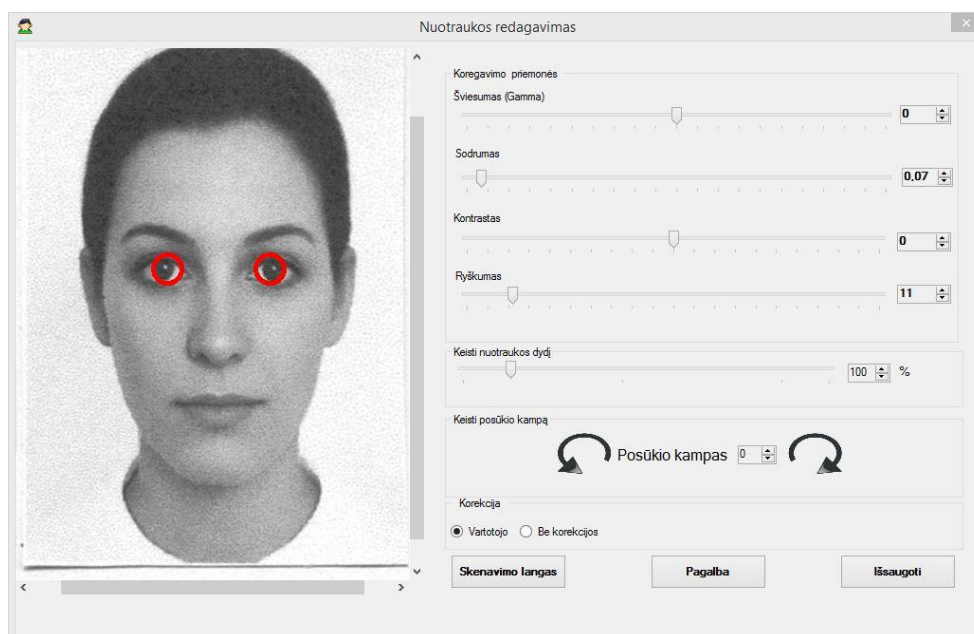 Nuotraukos redagavimas
Koregavimo priemonės
Šviesumas (Gamma)
0
Sodrumas
0,07
Kontrastas
0
Ryškumas
11
Keisti nuotraukos dydį
100 %
Keisti posūkio kampą
Posūkio kampas 0
Korekcija
Vartotojo Be korekcijos
Skenavimo langas Pagalba Išsaugoti